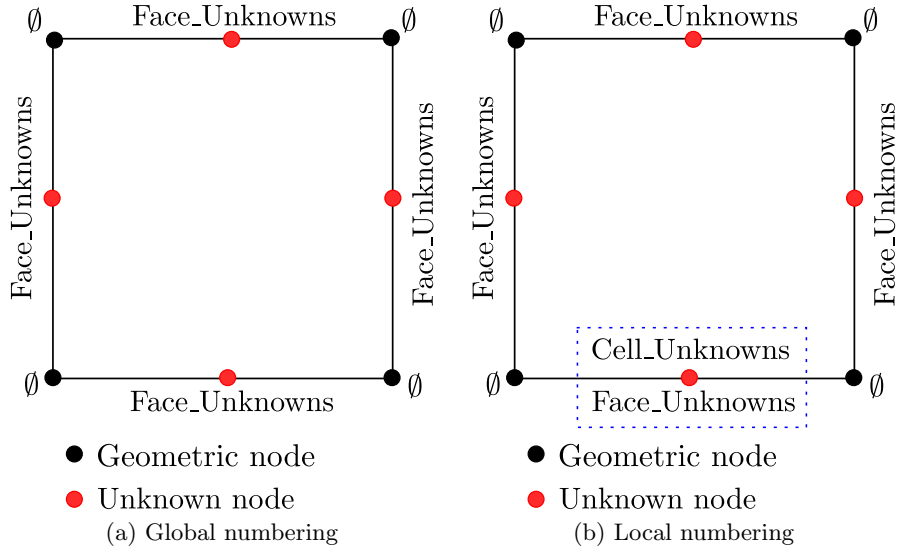 ∅ Face_Unknowns ∅
Face_Unknowns
Face_Unknowns
∅ ∅
Face_Unknowns
Geometric node
Unknown node
(a) Global numbering
∅ Face_Unknowns ∅
Face_Unknowns
Face_Unknowns
Cell_Unknowns
∅ ∅
Face_Unknowns
Geometric node
Unknown node
(b) Local numbering